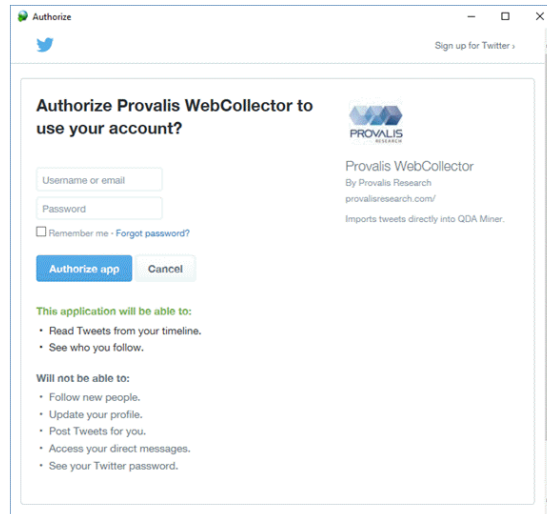 Authorize
Sign up for Twitter ›
Authorize Provalis WebCollector to
use your account?
Username or email
Password
Remember me - Forgot password?
Authorize app
Cancel
This application will be able to:
• Read Tweets from your timeline.
• See who you follow.
Will not be able to:
• Follow new people.
• Update your profile.
• Post Tweets for you.
• Access your direct messages.
• See your Twitter password.
PROVALIS
RESEARCH
Provalis WebCollector
By Provalis Research
provalisresearch.com/
Imports tweets directly into QDA Miner.